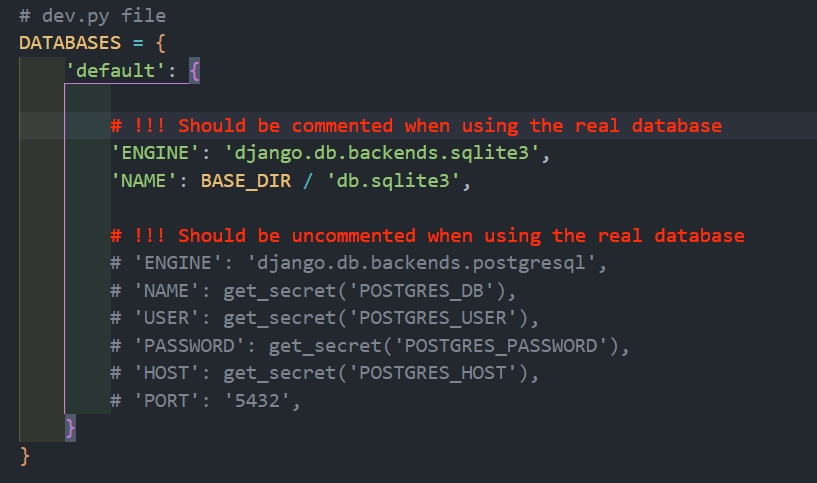 # dev.py file
DATABASES = {
'default': {
# !!! Should be commented when using the real database
'ENGINE': 'django.db.backends.sqlite3',
'NAME': BASE_DIR / 'db.sqlite3',
# !!! Should be uncommented when using the real database
# 'ENGINE': 'django.db.backends.postgresql',
# 'NAME': get_secret('POSTGRES_DB'),
# 'USER': get_secret('POSTGRES_USER'),
# 'PASSWORD': get_secret('POSTGRES_PASSWORD'),
# 'HOST': get_secret('POSTGRES_HOST'),
# 'PORT': '5432',
}
}